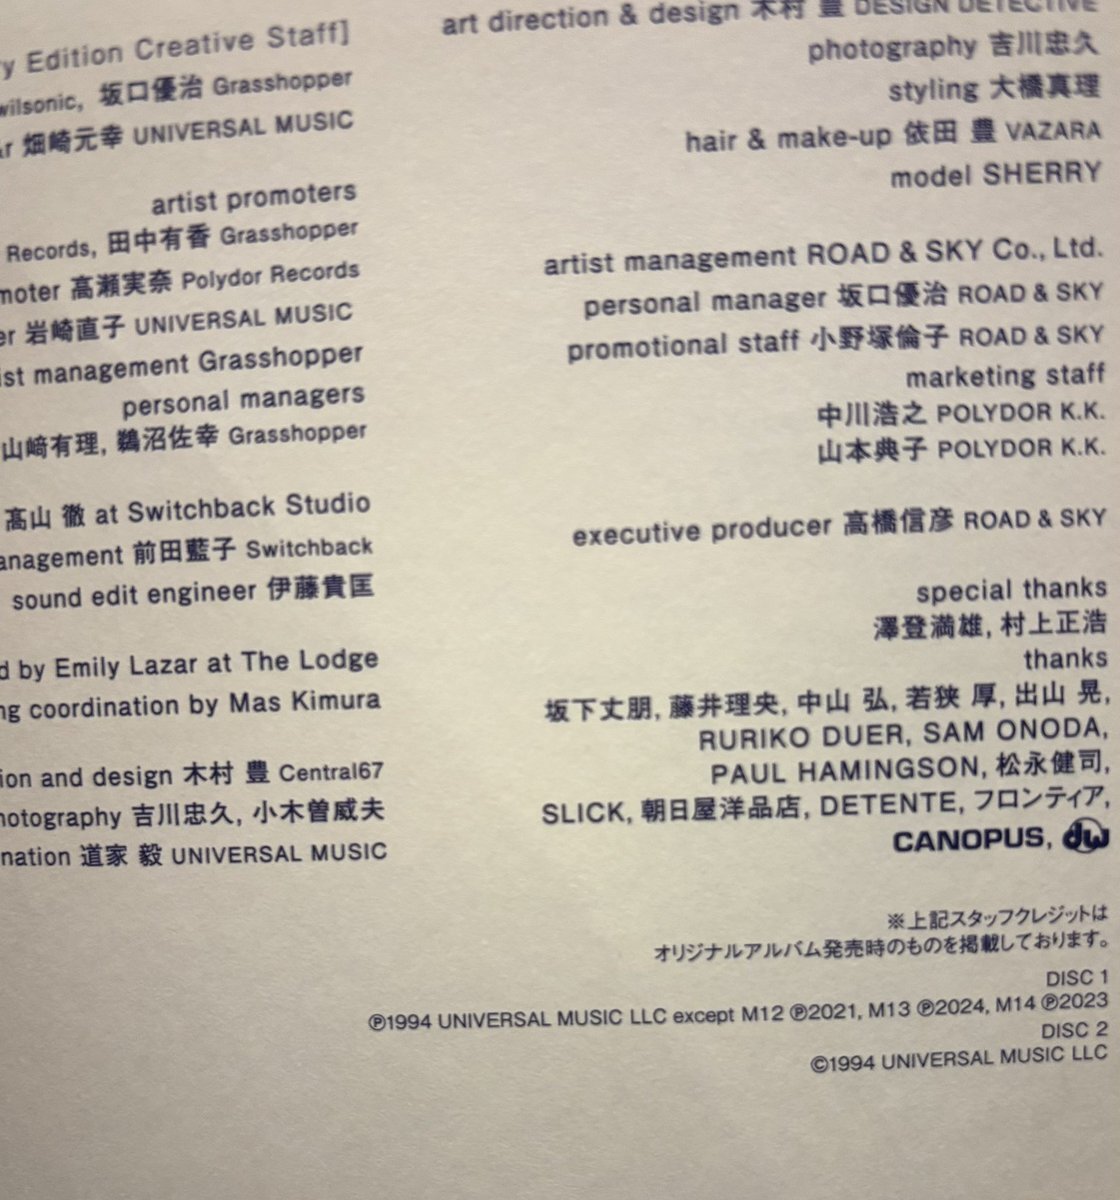 Edition Creative Staff]
坂口優治 Grasshopper
畑崎元幸 UNIVERSAL MUSIC
artist promoters
Records, 田中有香 Grasshopper
髙瀬実奈 Polydor Records
岩崎直子 UNIVERSAL MUSIC
management Grasshopper
personal managers
山﨑有理, 鵜沼佐幸 Grasshopper
髙山 徹 at Switchback Studio
前田藍子 Switchback
sound edit engineer 伊藤貴匡
by Emily Lazar at The Lodge
coordination by Mas Kimura
and design 木村 豊 Central67
吉川忠久, 小木曽威夫
道家 毅 UNIVERSAL MUSIC
art direction & design 木村 豊 DESIGN DETECTIVE
photography 吉川忠久
styling 大橋真理
hair & make-up 依田 豊 VAZARA
model SHERRY
artist management ROAD & SKY Co., Ltd.
personal manager 坂口優治 ROAD & SKY
promotional staff 小野塚倫子 ROAD & SKY
marketing staff
中川浩之 POLYDOR K.K.
山本典子 POLYDOR K.K.
executive producer 高橋信彦 ROAD & SKY
special thanks
澤登満雄, 村上正浩
thanks
坂下丈朋, 藤井理央, 中山 弘, 若狭 厚, 出山 晃,
RURIKO DUER, SAM ONODA,
PAUL HAMINGSON, 松永健司,
SLICK, 朝日屋洋品店, DETENTE, フロンティア,
CANOPUS, dw
※上記スタッフクレジットは
オリジナルアルバム発売時のものを掲載しております。
DISC 1
℗1994 UNIVERSAL MUSIC LLC except M12 ℗2021, M13 ℗2024, M14 ℗2023
DISC 2
©1994 UNIVERSAL MUSIC LLC